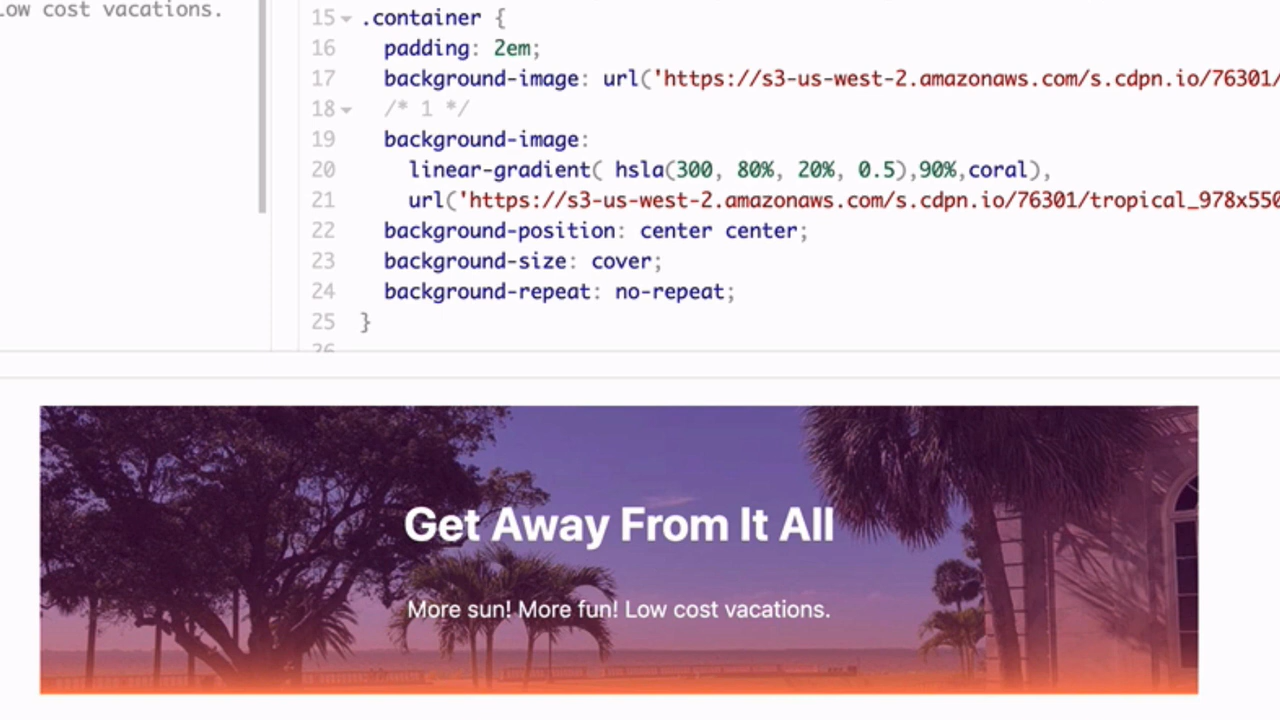 Low cost vacations.
15 .container {
16 padding: 2em;
17 background-image: url('https://s3-us-west-2.amazonaws.com/s.cdpn.io/76301/
18 /* 1 */
19 background-image:
20 linear-gradient( hsla(300, 80%, 20%, 0.5),90%,coral),
21 url('https://s3-us-west-2.amazonaws.com/s.cdpn.io/76301/tropical_978x550
22 background-position: center center;
23 background-size: cover;
24 background-repeat: no-repeat;
25 }
26
Get Away From It All
More sun! More fun! Low cost vacations.